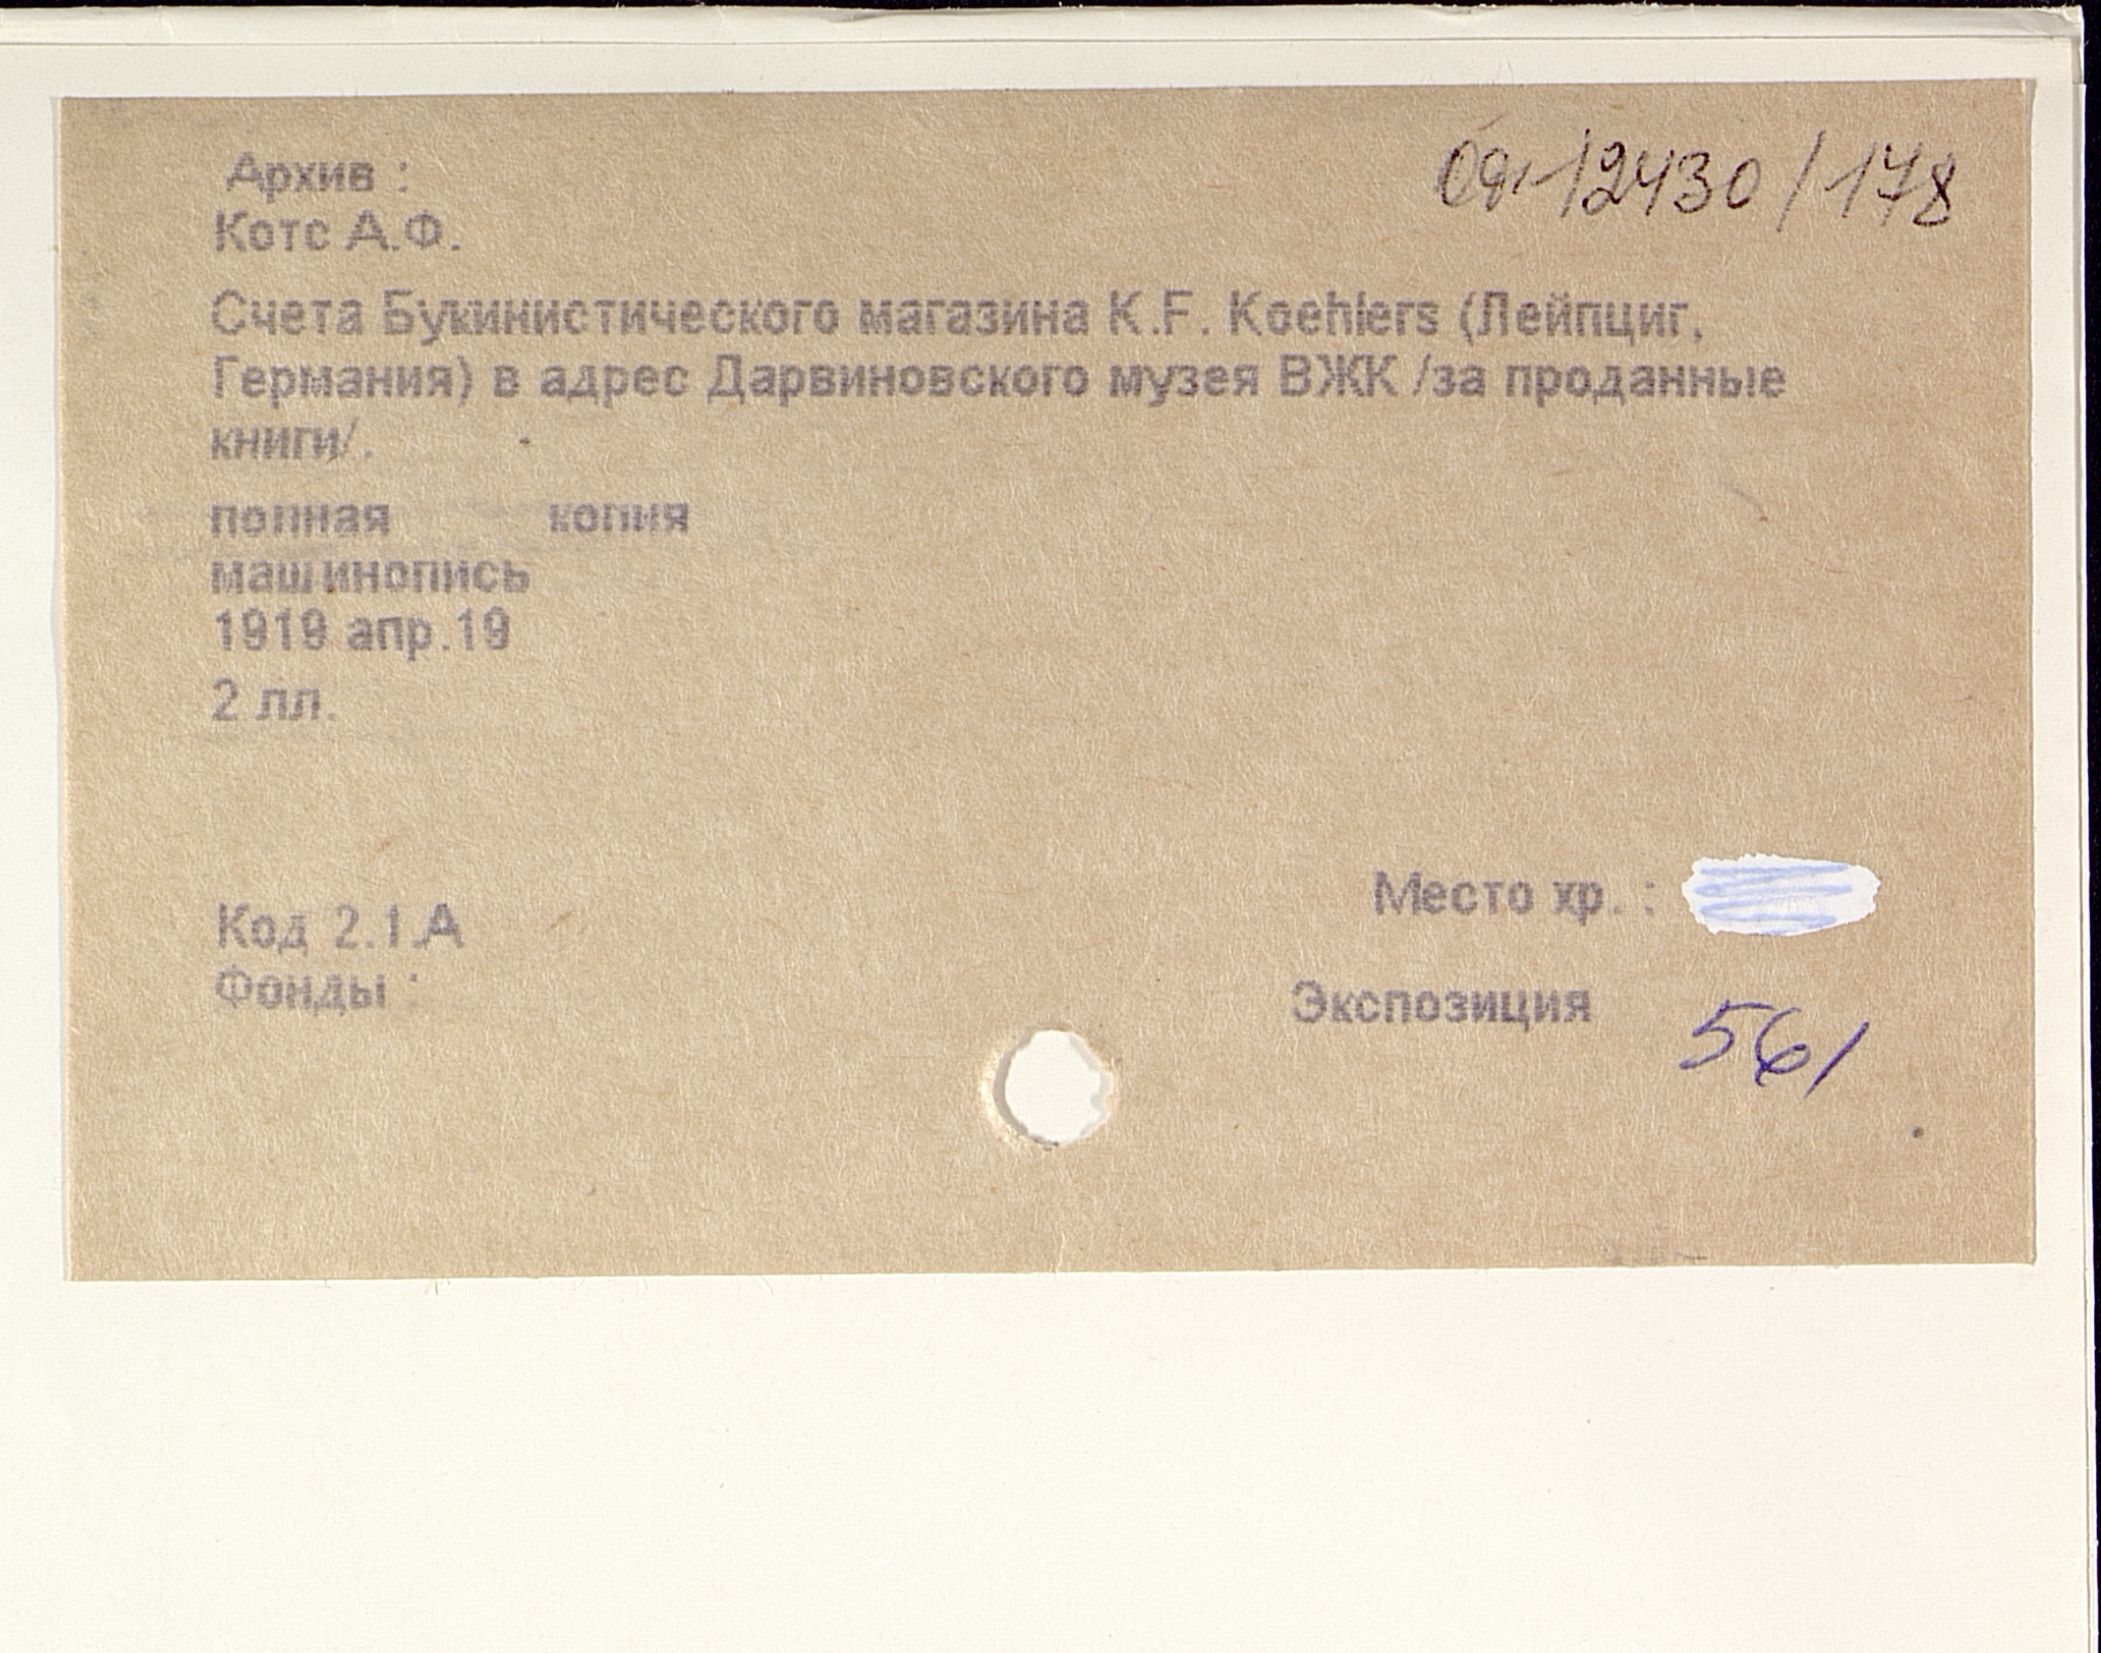 Архив :
Котс А.Ф.
12430/178
Счета Букинистического магазина K.F. Koehlers (Лейпциг,
Германия) в адрес Дарвиновского музея ВЖК /за проданные
книги/.
полная копия
машинопись
1919 апр.19
2 лл.
Место хр. :
Код 2.1.А
Фонды :
Экспозиция
561